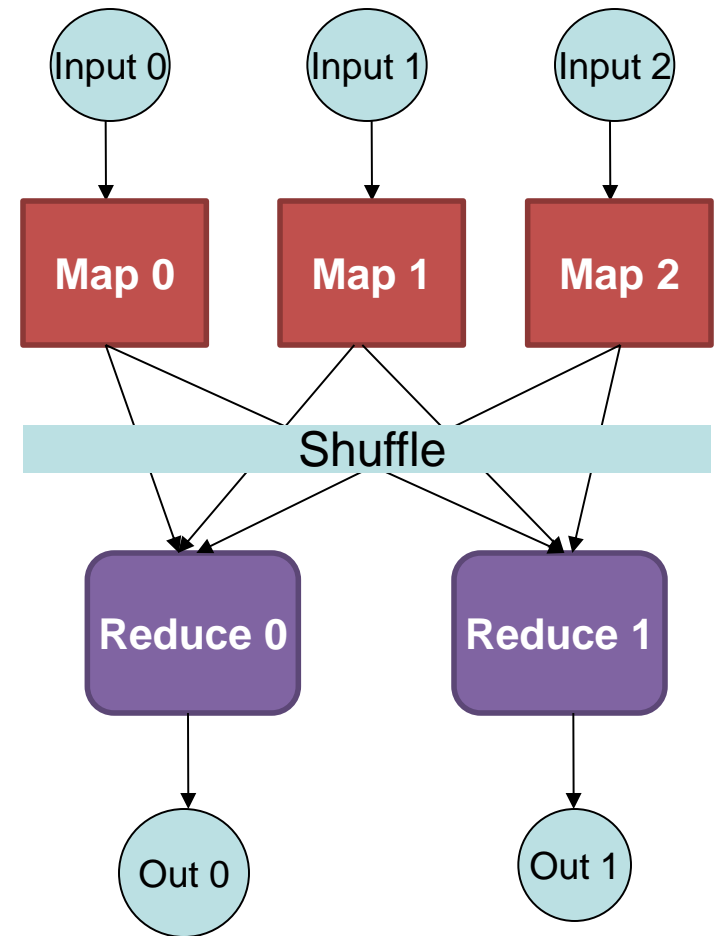 Input 0
Input 1
Input 2
Map 0
Map 1
Map 2
Shuffle
Reduce 0
Reduce 1
Out 0
Out 1